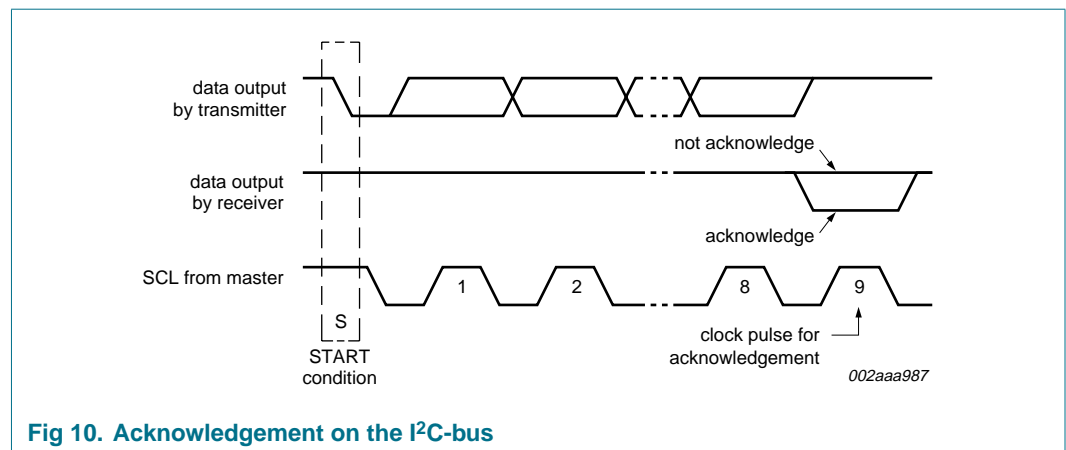 data output
by transmitter
not acknowledge
data output
by receiver
acknowledge
SCL from master
1
2
8
9
S
START
condition
clock pulse for
acknowledgement
002aaa987
Fig 10. Acknowledgement on the I²C-bus